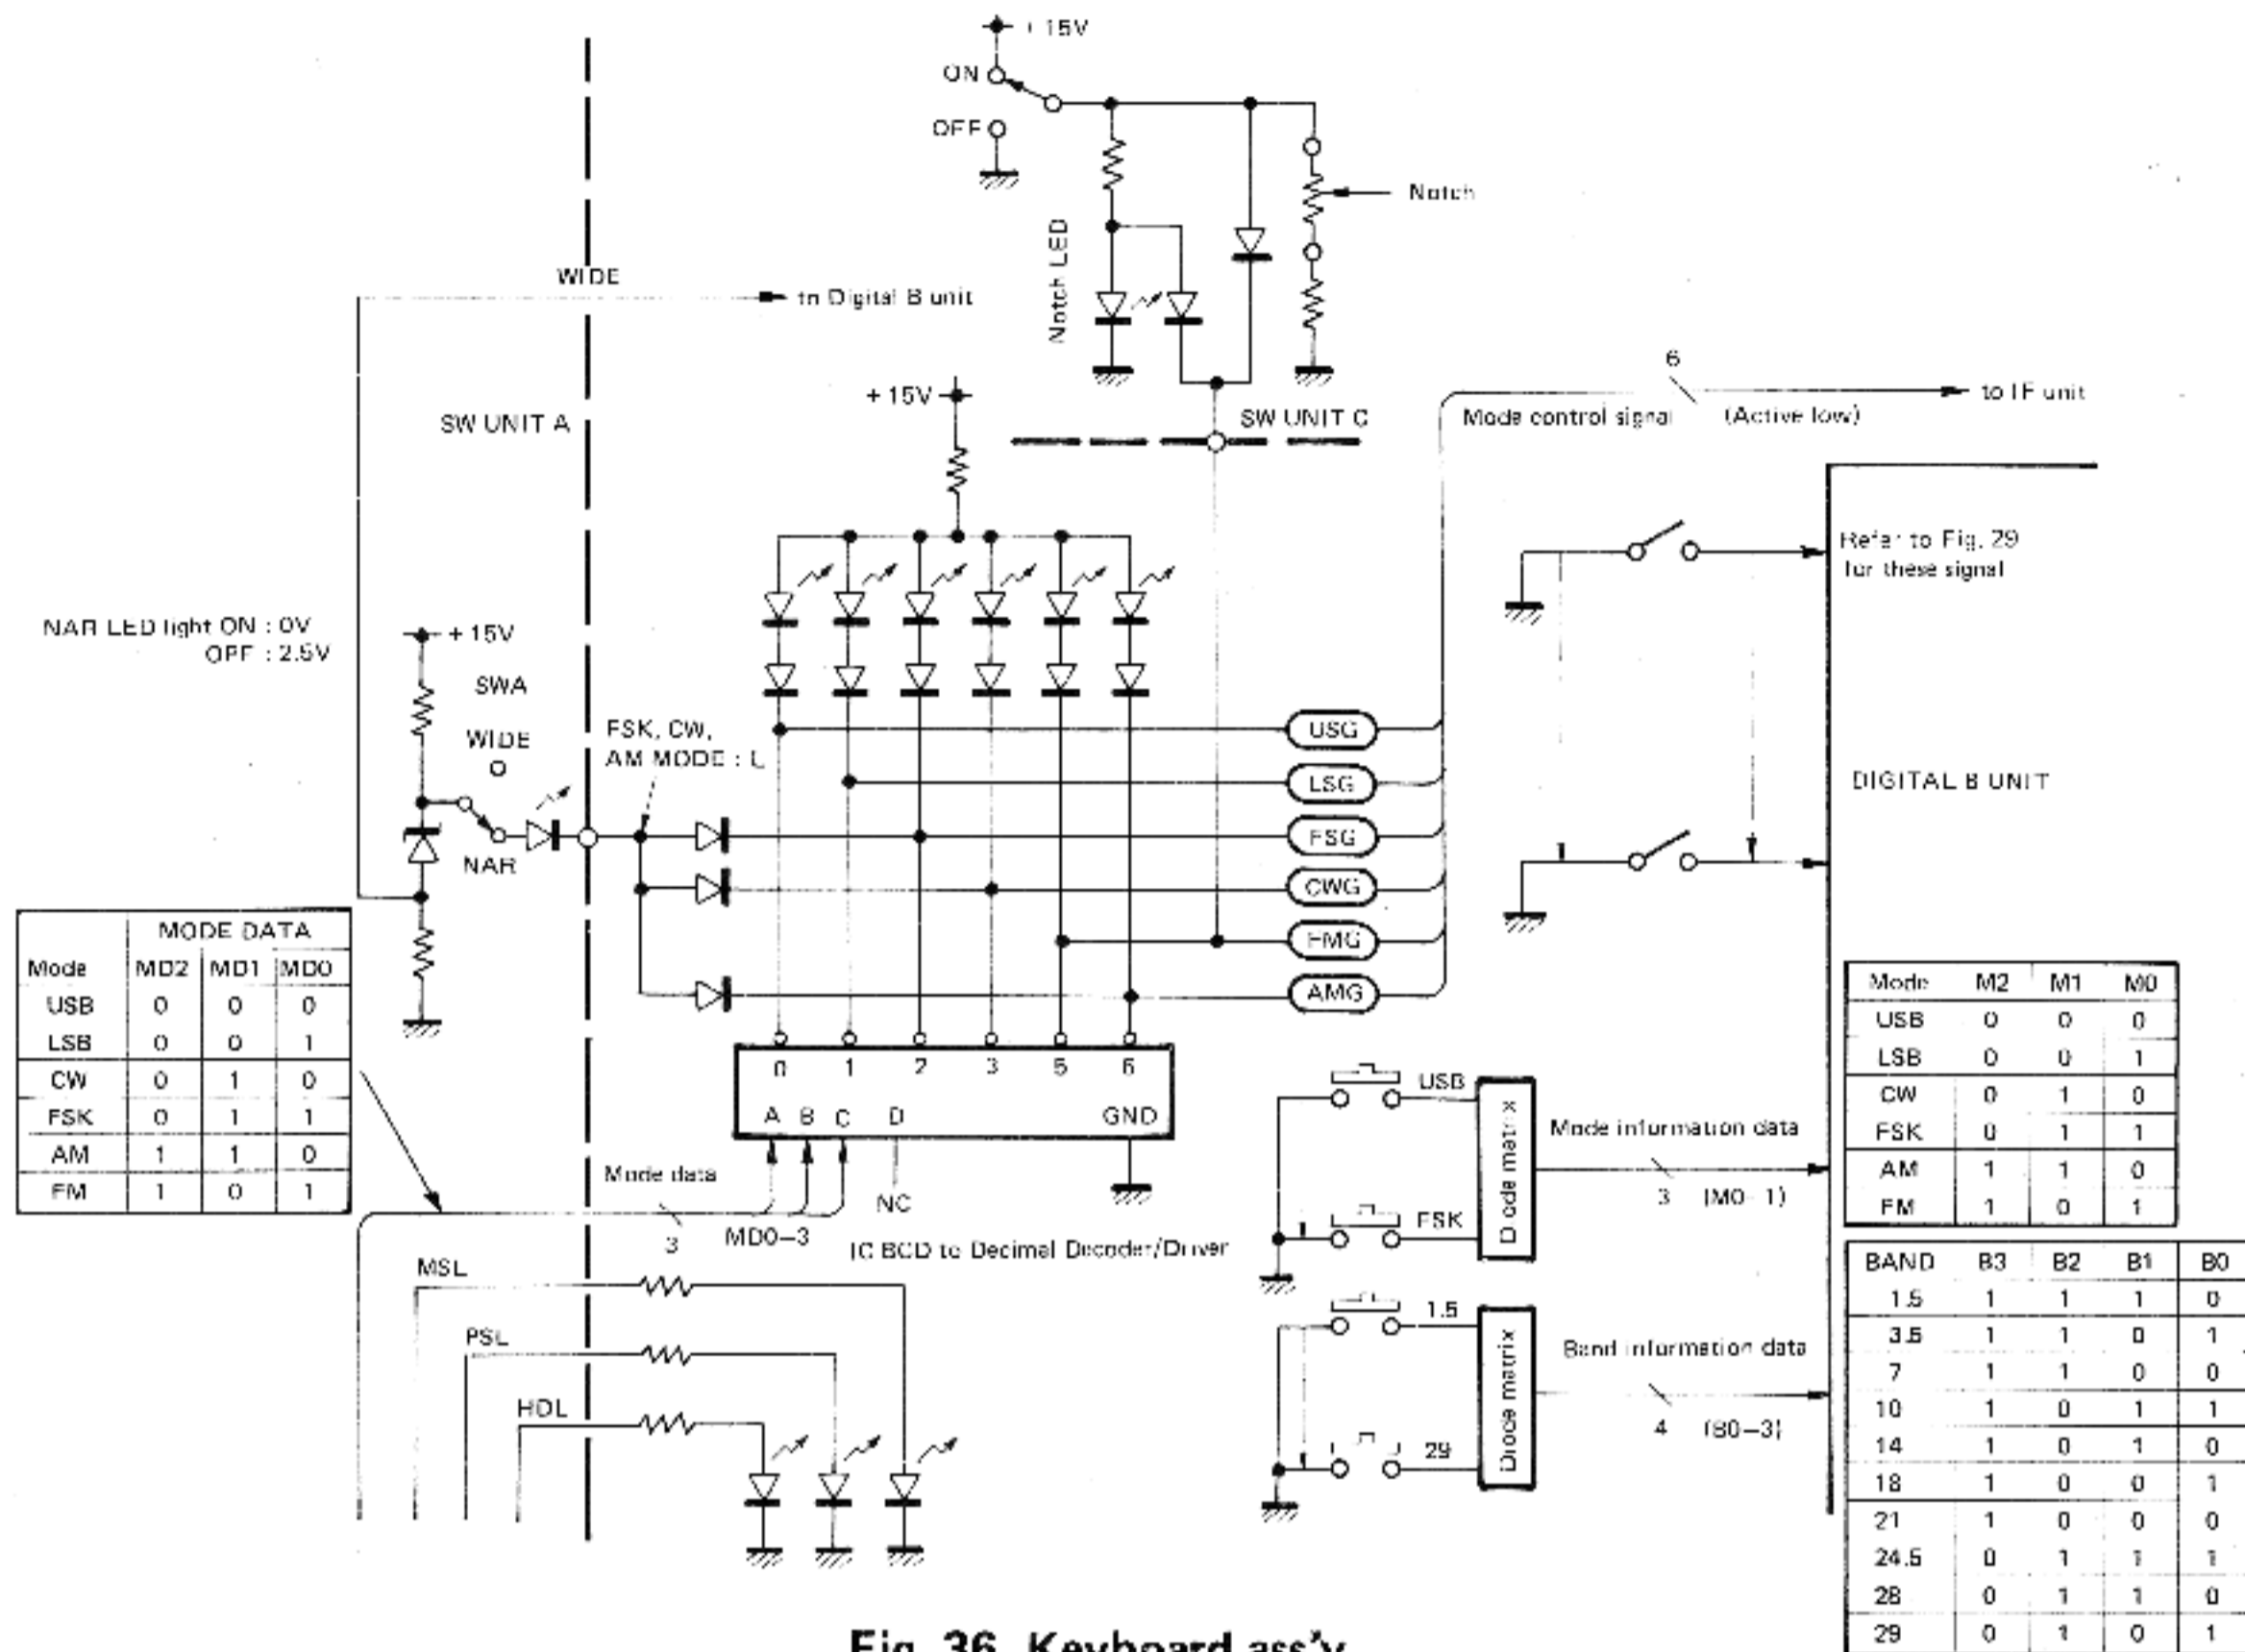 + 15V
ON
OFF
Notch
Notch LED
WIDE
to Digital B unit
+ 15V
SW UNIT A
SW UNIT C
6
Mode control signal (Active low)
to IF unit
Refer to Fig. 29
for these signal
NAR LED light ON : 0V
OFF : 2.5V
+ 15V
SWA
WIDE
NAR
FSK, CW,
AM MODE : L
USG
LSG
FSG
CWG
FMG
AMG
DIGITAL B UNIT
MODE DATA
Mode MD2 MD1 MD0
USB 0 0 0
LSB 0 0 1
CW 0 1 0
FSK 0 1 1
AM 1 1 0
FM 1 0 1
0 1 2 3 5 6
A B C D GND
Mode data
3
MD0–3
NC
IC BCD to Decimal Decoder/Driver
MSL
PSL
HDL
USB
FSK
Diode matrix
Mode information data
3 (M0–1)
1.5
29
Diode matrix
Band information data
4 (B0–3)
Mode M2 M1 M0
USB 0 0 0
LSB 0 0 1
CW 0 1 0
FSK 0 1 1
AM 1 1 0
FM 1 0 1
BAND B3 B2 B1 B0
1.5 1 1 1 0
3.5 1 1 0 1
7 1 1 0 0
10 1 0 1 1
14 1 0 1 0
18 1 0 0 1
21 1 0 0 0
24.5 0 1 1 1
28 0 1 1 0
29 0 1 0 1
Fig. 36 Keyboard ass'y